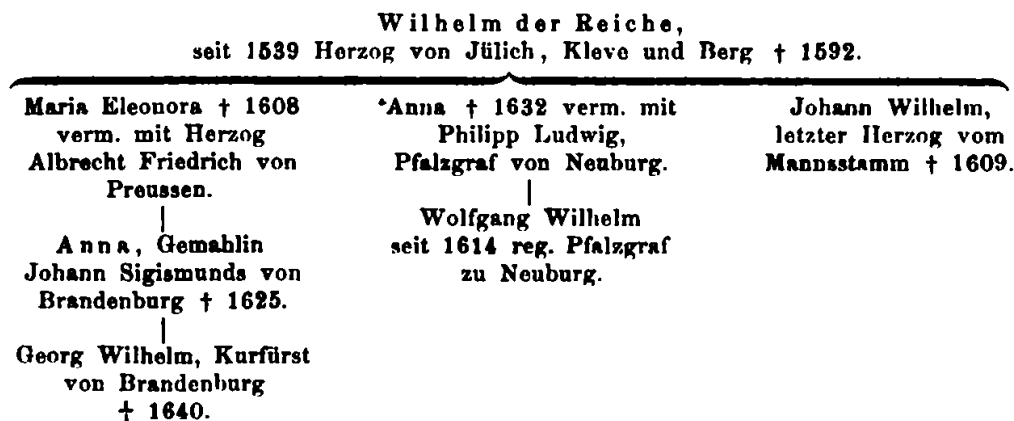 Wilhelm der Reiche,
seit 1539 Herzog von Jülich, Kleve und Berg † 1592.
Maria Eleonora † 1608
verm. mit Herzog
Albrecht Friedrich von
Preussen.
Anna, Gemahlin
Johann Sigismunds von
Brandenburg † 1625.
Georg Wilhelm, Kurfürst
von Brandenburg
† 1640.
*Anna † 1632 verm. mit
Philipp Ludwig,
Pfalzgraf von Neuburg.
Wolfgang Wilhelm
seit 1614 reg. Pfalzgraf
zu Neuburg.
Johann Wilhelm,
letzter Herzog vom
Mannsstamm † 1609.